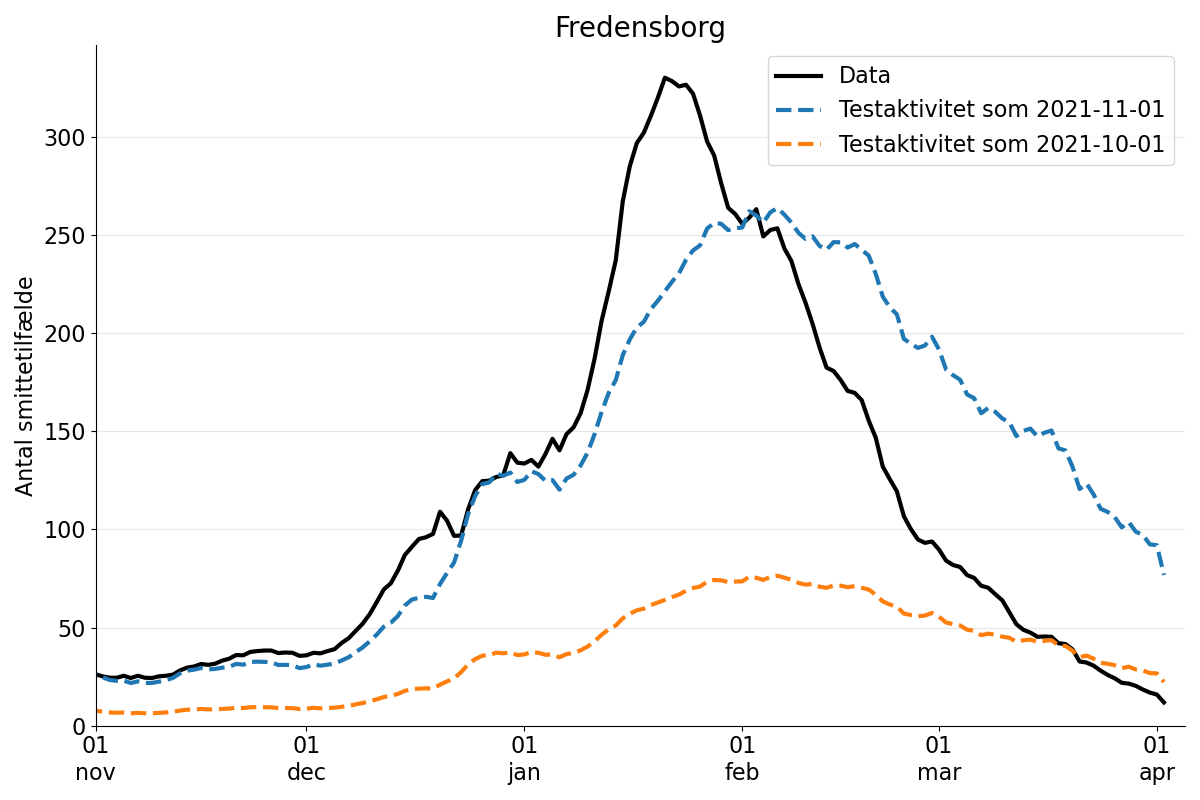 Fredensborg
Data
Testaktivitet som 2021-11-01
Testaktivitet som 2021-10-01
Antal smittetilfælde
300
250
200
150
100
50
0
01 01 01 01 01 01
nov dec jan feb mar apr